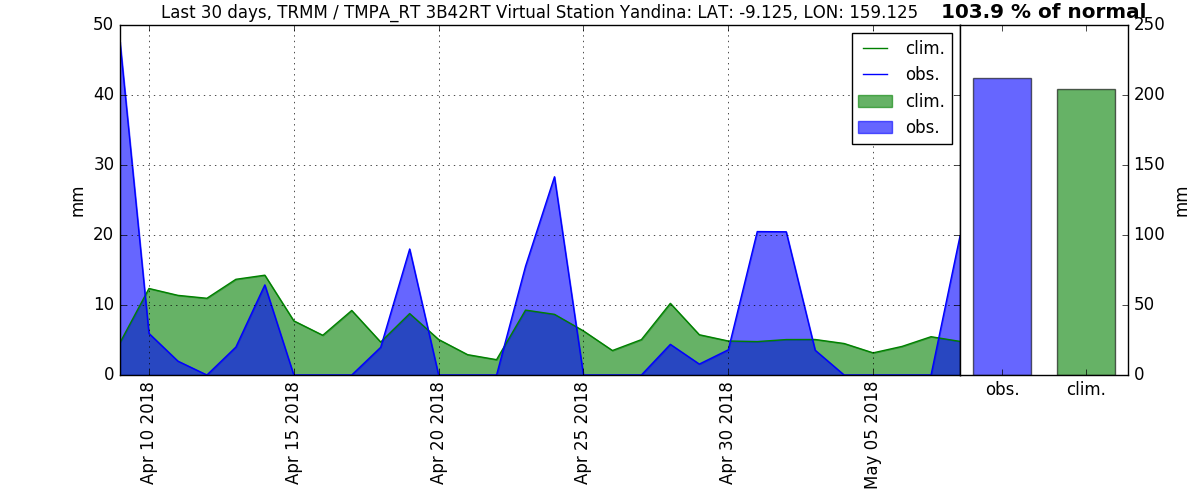 Last 30 days, TRMM / TMPA_RT 3B42RT Virtual Station Yandina: LAT: -9.125, LON: 159.125
103.9 % of normal
50
40
30
20
10
0
mm
clim.
obs.
clim.
obs.
250
200
150
100
50
0
mm
obs.
clim.
Apr 10 2018
Apr 15 2018
Apr 20 2018
Apr 25 2018
Apr 30 2018
May 05 2018